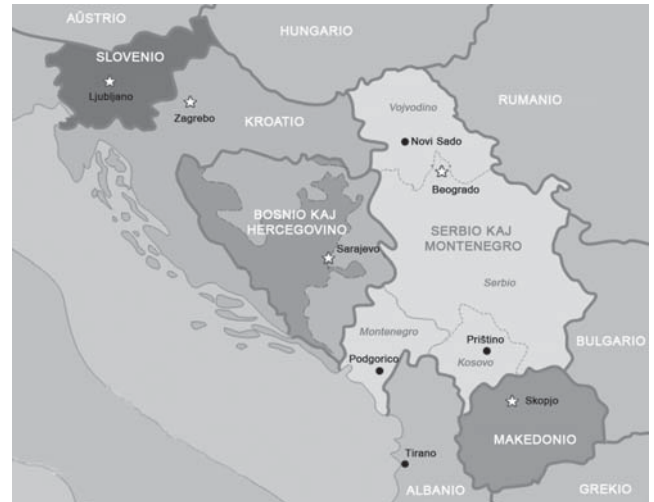 AŬSTRIO
HUNGARIO
SLOVENIO
Ljubljano
Zagrebo
KROATIO
RUMANIO
Vojvodino
Novi Sado
Beogrado
BOSNIO KAJ
HERCEGOVINO
Sarajevo
SERBIO KAJ
MONTENEGRO
Serbio
Montenegro
Podgorico
Priŝtino
Kosovo
BULGARIO
Skopjo
MAKEDONIO
Tirano
ALBANIO
GREKIO